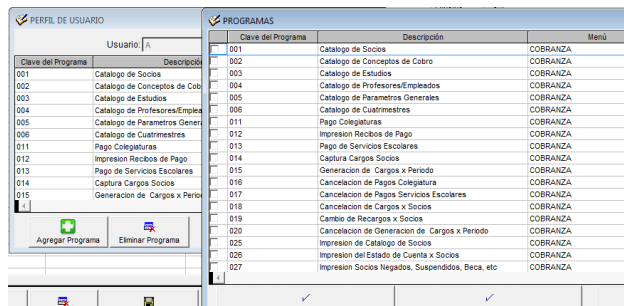 PERFIL DE USUARIO
Usuario: A
Clave del Programa Descripción
001 Catalogo de Socios
002 Catalogo de Conceptos de Cob
003 Catalogo de Estudios
004 Catalogo de Profesores/Emplea
005 Catalogo de Parametros Genera
006 Catalogo de Cuatrimestres
011 Pago Colegiaturas
012 Impresion Recibos de Pago
013 Pago de Servicios Escolares
014 Captura Cargos Socios
015 Generacion de Cargos x Perio
Agregar Programa Eliminar Programa
PROGRAMAS
Clave del Programa Descripción Menú
001 Catalogo de Socios COBRANZA
002 Catalogo de Conceptos de Cobro COBRANZA
003 Catalogo de Estudios COBRANZA
004 Catalogo de Profesores/Empleados COBRANZA
005 Catalogo de Parametros Generales COBRANZA
006 Catalogo de Cuatrimestres COBRANZA
011 Pago Colegiaturas COBRANZA
012 Impresion Recibos de Pago COBRANZA
013 Pago de Servicios Escolares COBRANZA
014 Captura Cargos Socios COBRANZA
015 Generacion de Cargos x Periodo COBRANZA
016 Cancelacion de Pagos Colegiatura COBRANZA
017 Cancelacion de Pagos Servicios Escolares COBRANZA
018 Cancelacion de Cargos x Socios COBRANZA
019 Cambio de Recargos x Socios COBRANZA
020 Cancelacion de Generacion de Cargos x Periodo COBRANZA
025 Impresion de Catalogo de Socios COBRANZA
026 Impresion del Estado de Cuenta x Socios COBRANZA
027 Impresion Socios Negados, Suspendidos, Beca, etc COBRANZA